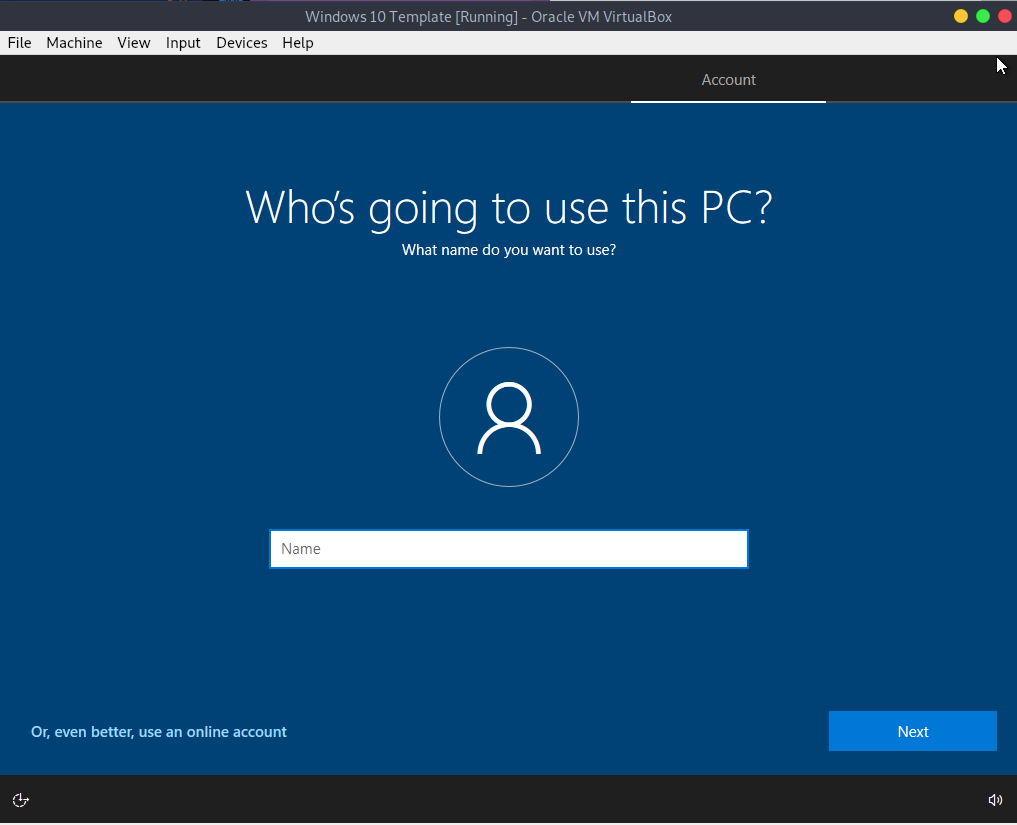 Windows 10 Template [Running] - Oracle VM VirtualBox
File Machine View Input Devices Help
Account
Who's going to use this PC?
What name do you want to use?
Name
Or, even better, use an online account
Next